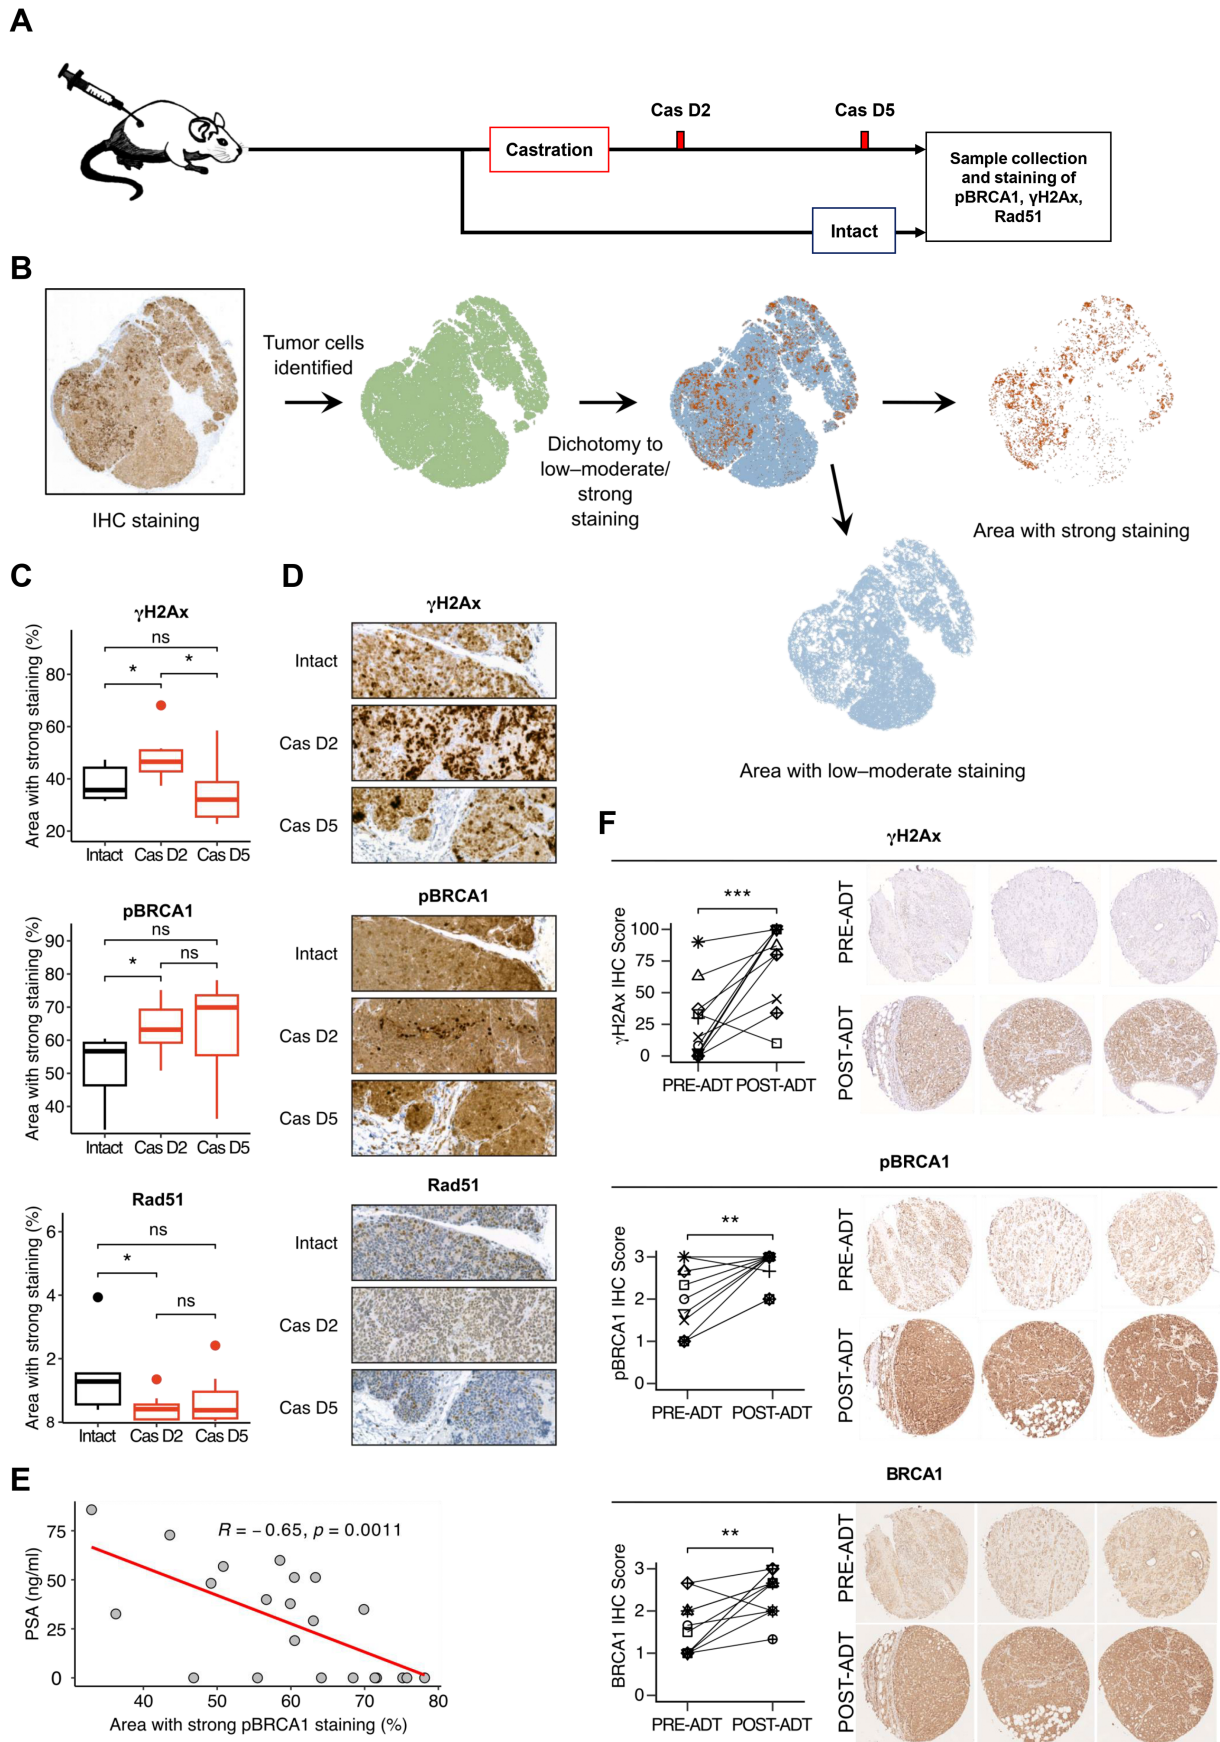 A
Cas D2
Cas D5
Castration
Sample collection
and staining of
pBRCA1, γH2Ax,
Rad51
Intact
B
Tumor cells
identified
Dichotomy to
low–moderate/
strong
staining
IHC staining
Area with strong staining
Area with low–moderate staining
C
γH2Ax
Area with strong staining (%)
80
60
40
20
ns
*
*
Intact
Cas D2
Cas D5
pBRCA1
Area with strong staining (%)
90
80
70
60
50
40
ns
*
ns
Intact
Cas D2
Cas D5
Rad51
Area with strong staining (%)
6
4
2
8
ns
*
ns
Intact
Cas D2
Cas D5
D
γH2Ax
Intact
Cas D2
Cas D5
pBRCA1
Intact
Cas D2
Cas D5
Rad51
Intact
Cas D2
Cas D5
E
PSA (ng/ml)
75
50
25
0
R = −0.65, p = 0.0011
40
50
60
70
80
Area with strong pBRCA1 staining (%)
F
γH2Ax
γH2Ax IHC Score
100
75
50
25
0
***
PRE-ADT
POST-ADT
PRE-ADT
POST-ADT
pBRCA1
pBRCA1 IHC Score
3
2
1
0
**
PRE-ADT
POST-ADT
PRE-ADT
POST-ADT
BRCA1
BRCA1 IHC Score
3
2
1
0
**
PRE-ADT
POST-ADT
PRE-ADT
POST-ADT